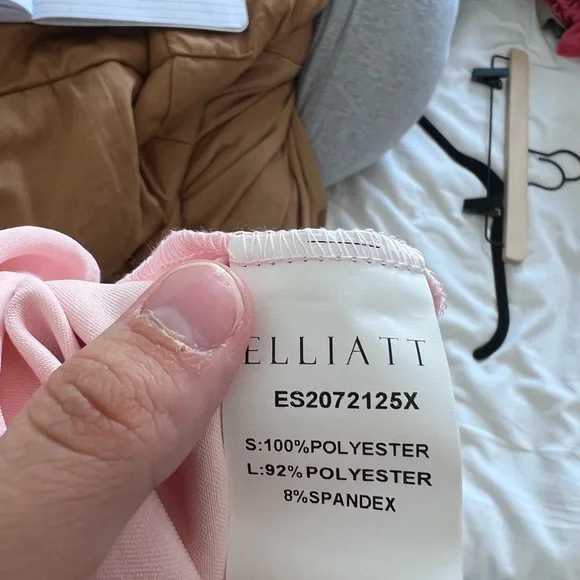 ELLIATT
ES2072125X
S:100%POLYESTER
L:92%POLYESTER
8%SPANDEX